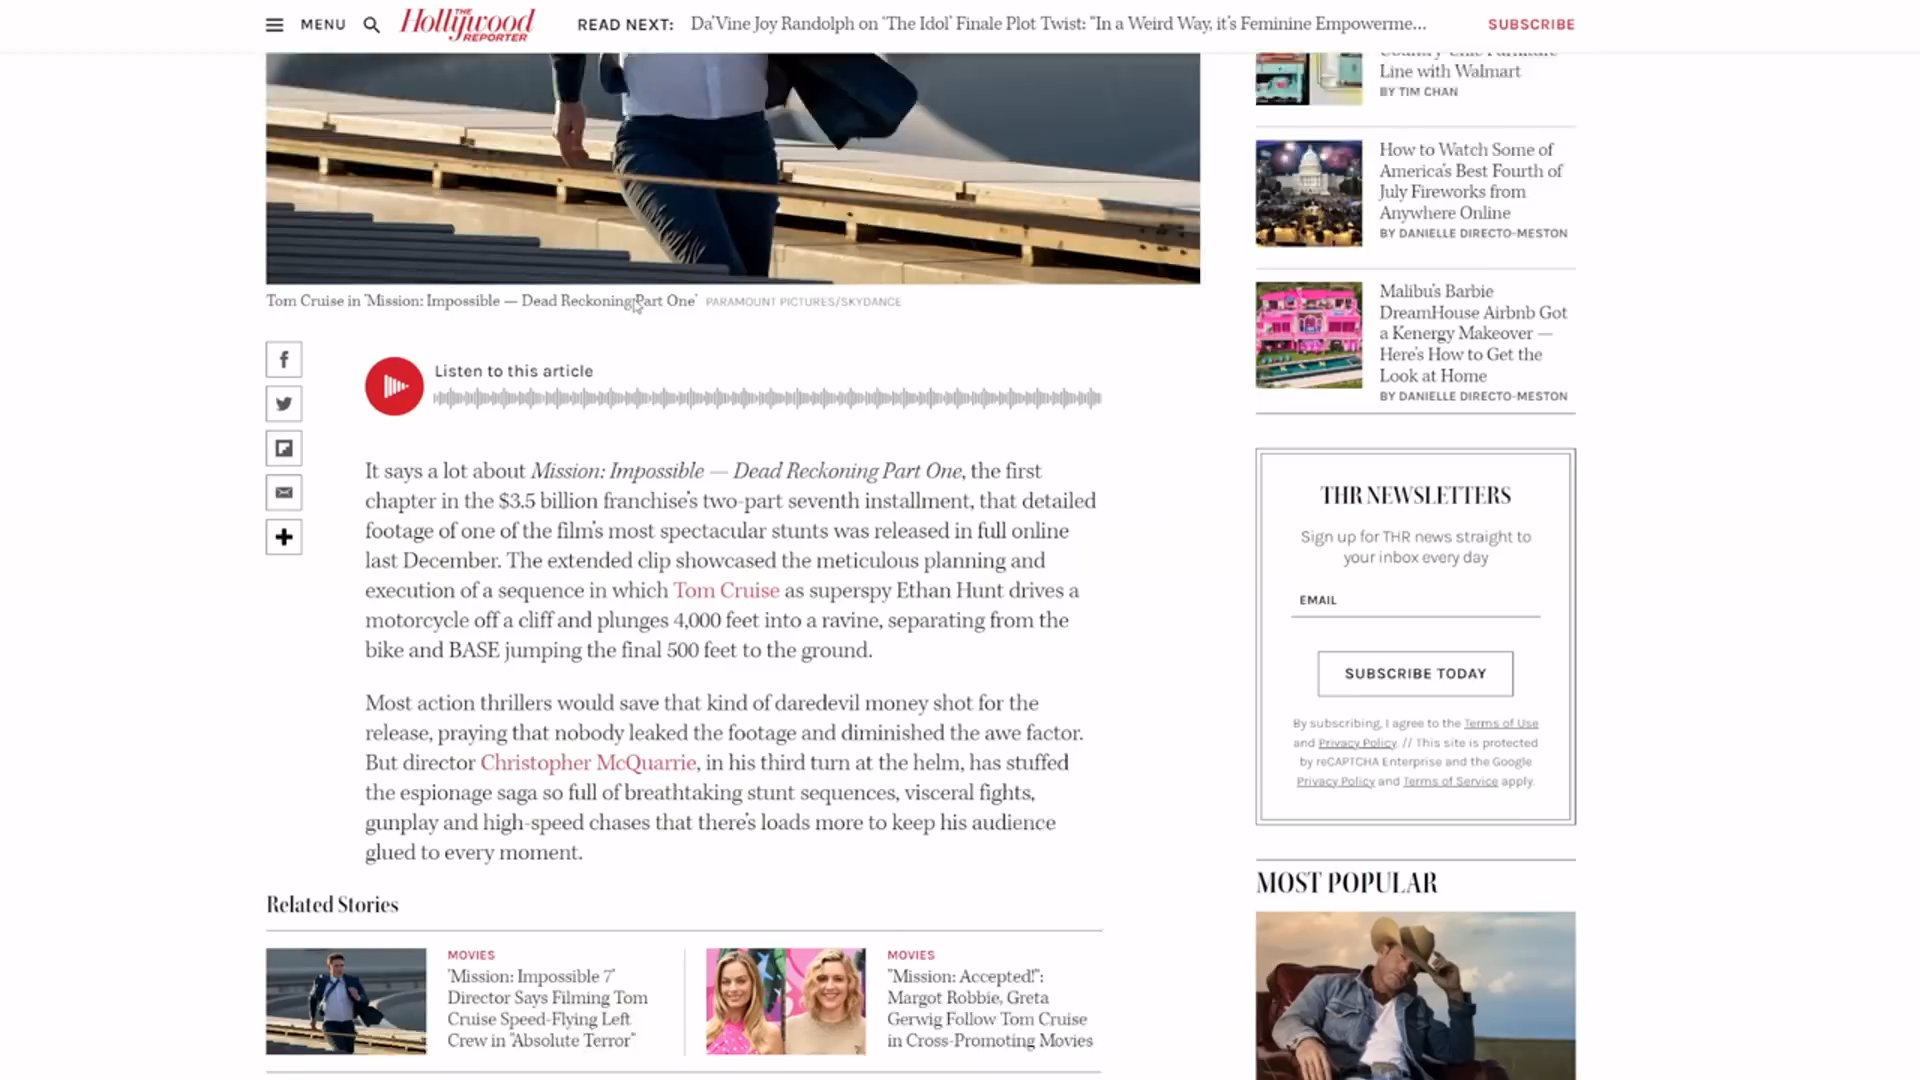 MENU
THE
Hollywood
REPORTER
READ NEXT: Da'Vine Joy Randolph on 'The Idol' Finale Plot Twist: "In a Weird Way, it's Feminine Empowerme...
SUBSCRIBE
Tom Cruise in 'Mission: Impossible — Dead Reckoning Part One' PARAMOUNT PICTURES/SKYDANCE
Listen to this article
It says a lot about Mission: Impossible — Dead Reckoning Part One, the first
chapter in the $3.5 billion franchise's two-part seventh installment, that detailed
footage of one of the film's most spectacular stunts was released in full online
last December. The extended clip showcased the meticulous planning and
execution of a sequence in which Tom Cruise as superspy Ethan Hunt drives a
motorcycle off a cliff and plunges 4,000 feet into a ravine, separating from the
bike and BASE jumping the final 500 feet to the ground.
Most action thrillers would save that kind of daredevil money shot for the
release, praying that nobody leaked the footage and diminished the awe factor.
But director Christopher McQuarrie, in his third turn at the helm, has stuffed
the espionage saga so full of breathtaking stunt sequences, visceral fights,
gunplay and high-speed chases that there's loads more to keep his audience
glued to every moment.
Related Stories
MOVIES
'Mission: Impossible 7'
Director Says Filming Tom
Cruise Speed-Flying Left
Crew in "Absolute Terror"
MOVIES
"Mission: Accepted!":
Margot Robbie, Greta
Gerwig Follow Tom Cruise
in Cross-Promoting Movies
Country-Chic Furniture
Line with Walmart
BY TIM CHAN
How to Watch Some of
America's Best Fourth of
July Fireworks from
Anywhere Online
BY DANIELLE DIRECTO-MESTON
Malibu's Barbie
DreamHouse Airbnb Got
a Kenergy Makeover —
Here's How to Get the
Look at Home
BY DANIELLE DIRECTO-MESTON
THR NEWSLETTERS
Sign up for THR news straight to
your inbox every day
EMAIL
SUBSCRIBE TODAY
By subscribing, I agree to the Terms of Use
and Privacy Policy. // This site is protected
by reCAPTCHA Enterprise and the Google
Privacy Policy and Terms of Service apply.
MOST POPULAR